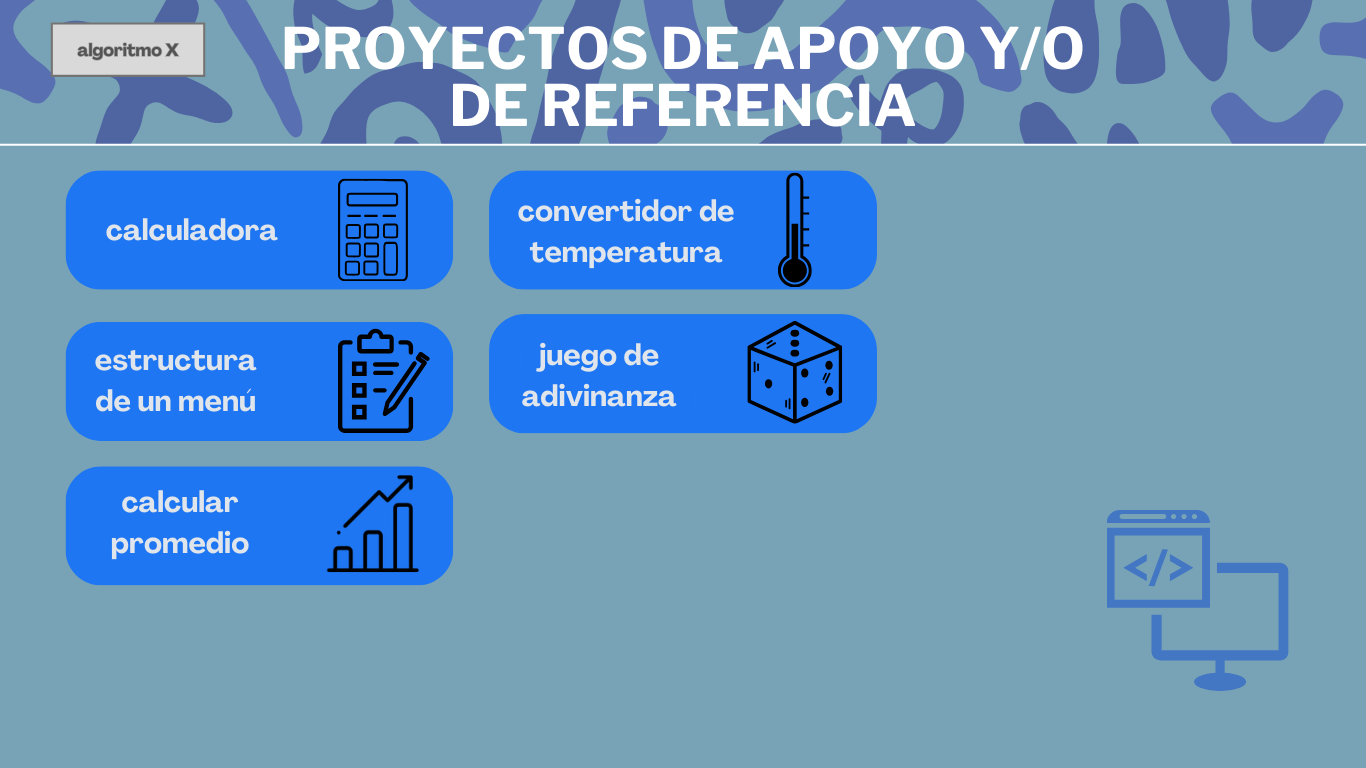 algoritmo X
PROYECTOS DE APOYO Y/O
DE REFERENCIA
calculadora
convertidor de
temperatura
estructura
de un menú
juego de
adivinanza
calcular
promedio
</>